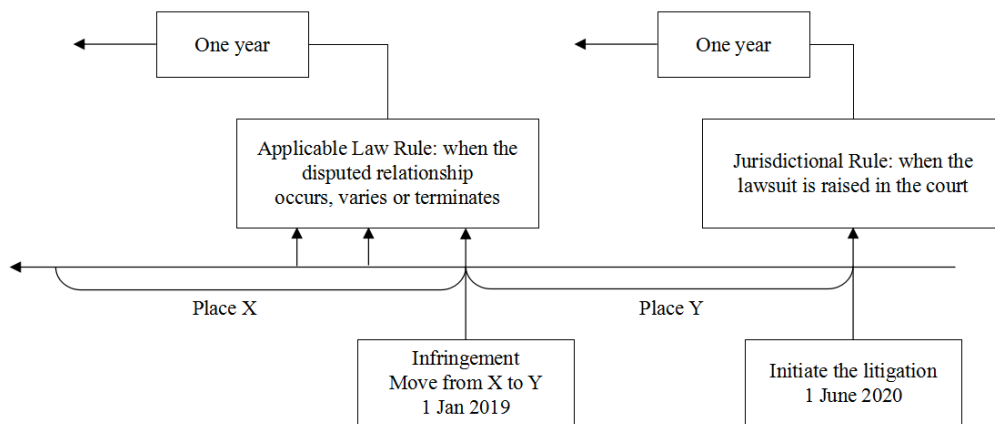 One year
One year
Applicable Law Rule: when the
disputed relationship
occurs, varies or terminates
Jurisdictional Rule: when the
lawsuit is raised in the court
Place X
Place Y
Infringement
Move from X to Y
1 Jan 2019
Initiate the litigation
1 June 2020